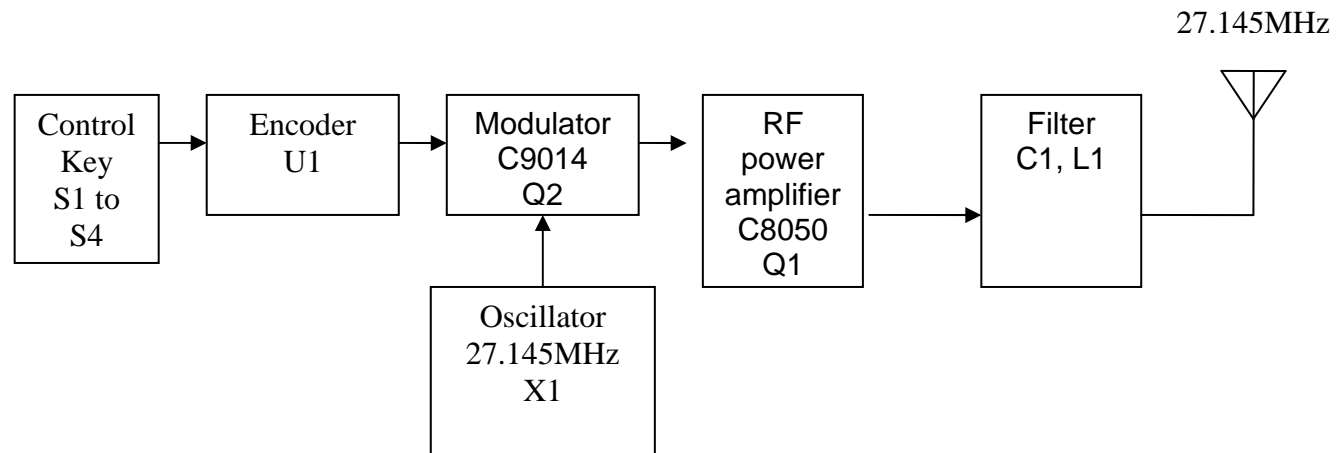 27.145MHz
Control
Key
S1 to
S4
Encoder
U1
Modulator
C9014
Q2
RF
power
amplifier
C8050
Q1
Filter
C1, L1
Oscillator
27.145MHz
X1